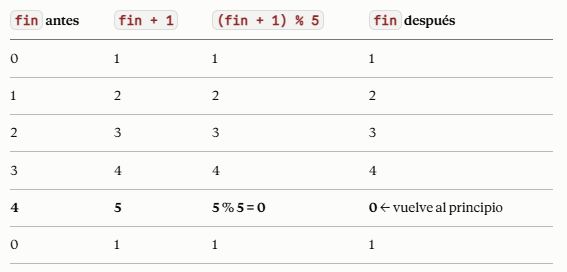 fin antes fin + 1 (fin + 1) % 5 fin después
0 1 1 1
1 2 2 2
2 3 3 3
3 4 4 4
4 5 5 % 5 = 0 0 ← vuelve al principio
0 1 1 1